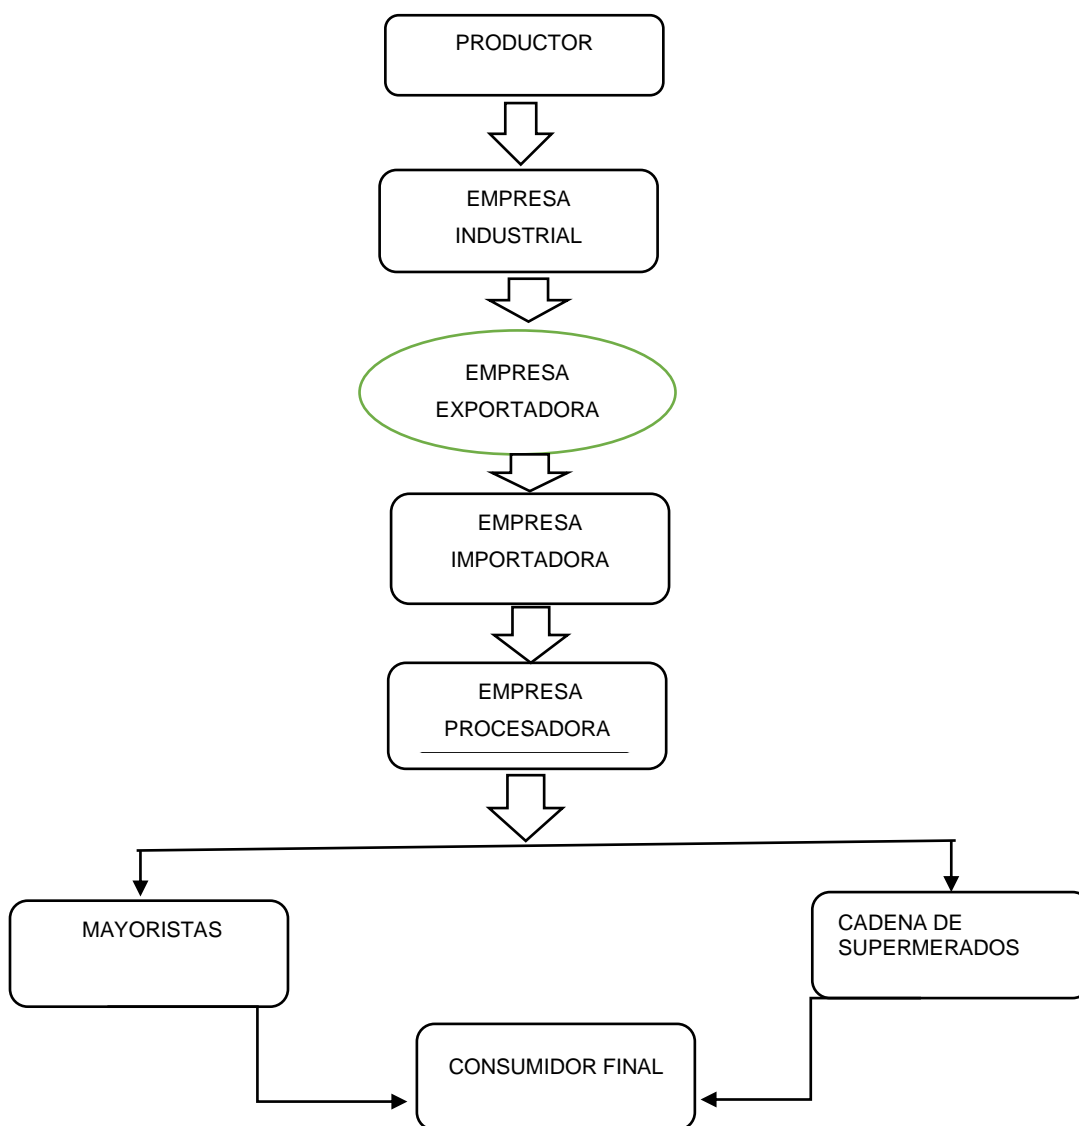 PRODUCTOR
EMPRESA
INDUSTRIAL
EMPRESA
EXPORTADORA
EMPRESA
IMPORTADORA
EMPRESA
PROCESADORA
MAYORISTAS
CADENA DE
SUPERMERADOS
CONSUMIDOR FINAL